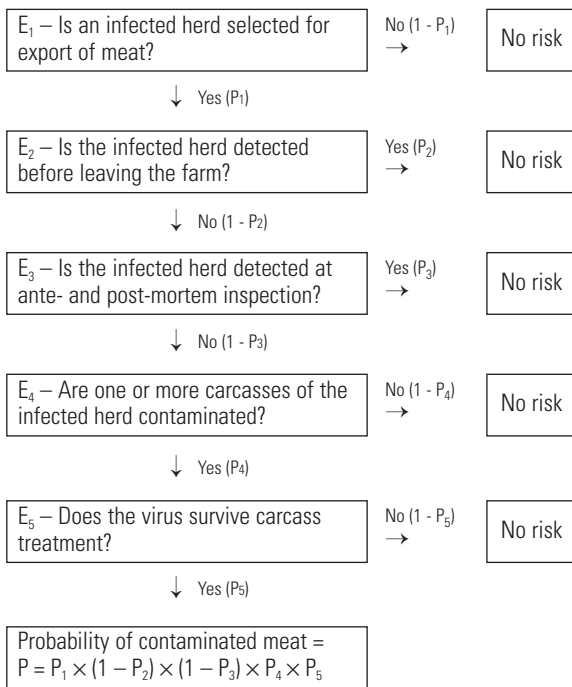 E₁ – Is an infected herd selected for
export of meat?
No (1 - P₁)
→
No risk
↓ Yes (P₁)
E₂ – Is the infected herd detected
before leaving the farm?
Yes (P₂)
→
No risk
↓ No (1 - P₂)
E₃ – Is the infected herd detected at
ante- and post-mortem inspection?
Yes (P₃)
→
No risk
↓ No (1 - P₃)
E₄ – Are one or more carcasses of the
infected herd contaminated?
No (1 - P₄)
→
No risk
↓ Yes (P₄)
E₅ – Does the virus survive carcass
treatment?
No (1 - P₅)
→
No risk
↓ Yes (P₅)
Probability of contaminated meat =
P = P₁ × (1 – P₂) × (1 – P₃) × P₄ × P₅